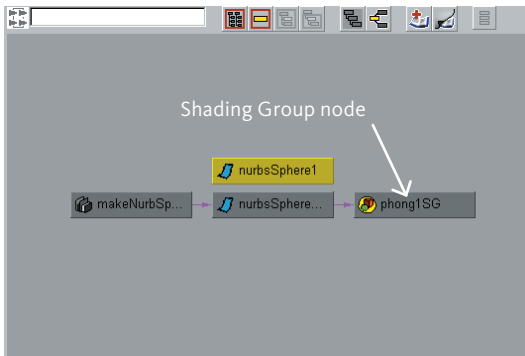 Shading Group node
nurbsSphere1
makeNurbSp...
nurbsSphere...
phong1SG